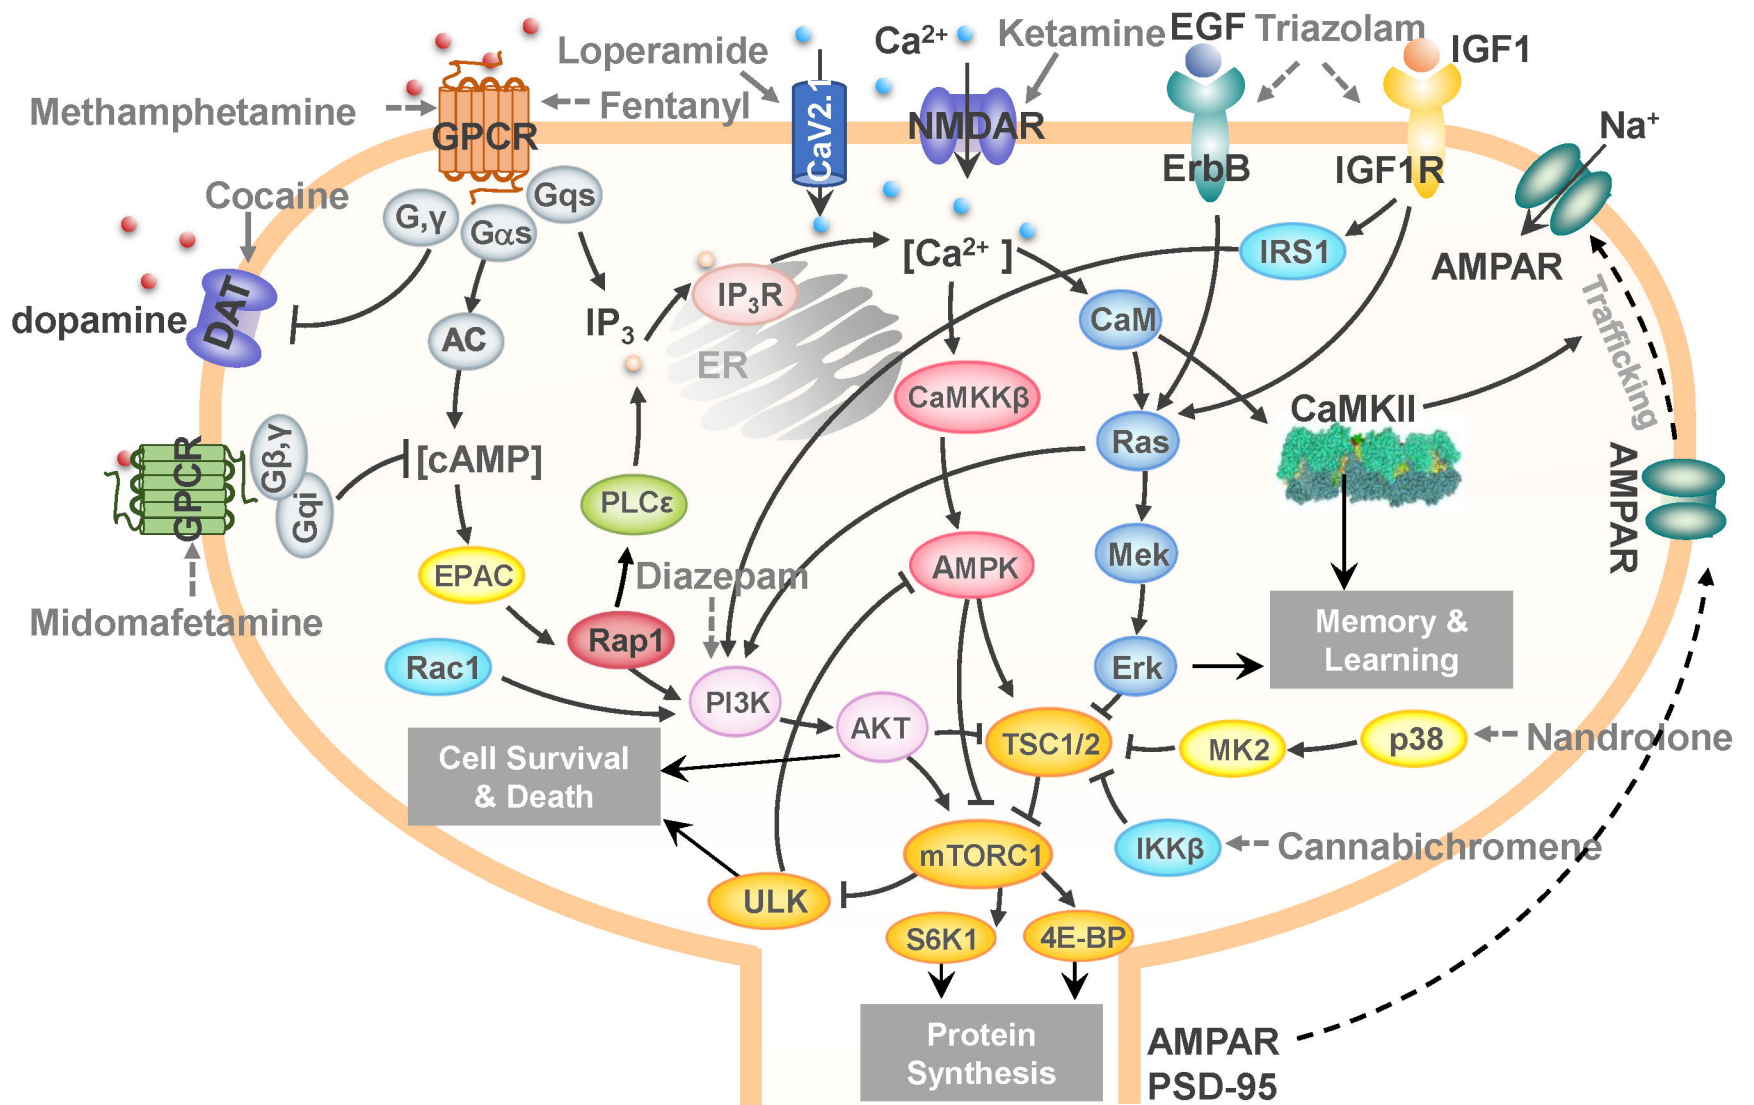 Ca²⁺
Ketamine
EGF
Triazolam
IGF1
Loperamide
Methamphetamine
GPCR
Fentanyl
CaV2.1
NMDAR
ErbB
IGF1R
Na⁺
Cocaine
G,γ
Gαs
Gqs
dopamine
DAT
AC
IP₃
IP₃R
ER
[Ca²⁺ ]
IRS1
AMPAR
CaM
Trafficking
CaMKKβ
CaMKII
Ras
GPCR
Gβ,γ
Gqi
[cAMP]
PLCε
AMPAR
EPAC
Diazepam
AMPK
Mek
Midomafetamine
Rac1
Rap1
Erk
Memory &
Learning
PI3K
AKT
TSC1/2
MK2
p38
Nandrolone
Cell Survival
& Death
mTORC1
IKKβ
Cannabichromene
ULK
S6K1
4E-BP
Protein
Synthesis
AMPAR
PSD-95